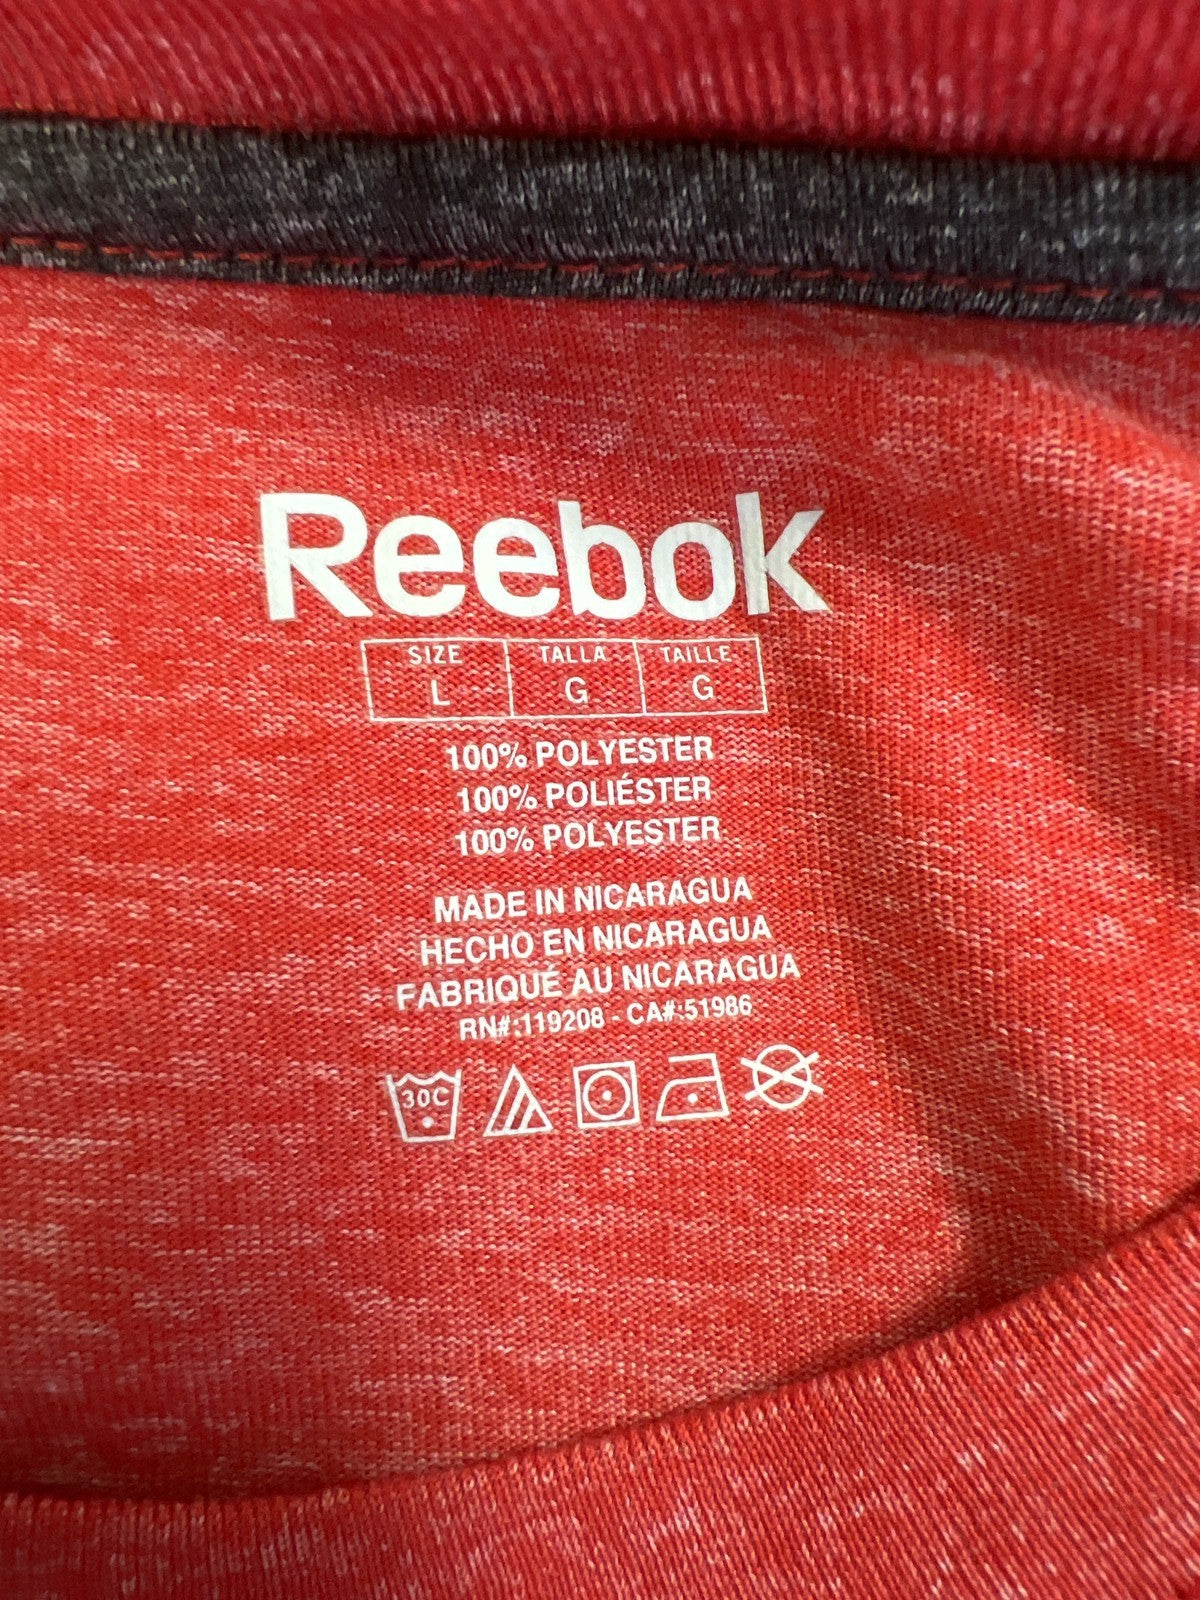 Reebok
SIZE TALLA TAILLE
L G G
100% POLYESTER
100% POLIÉSTER
100% POLYESTER
MADE IN NICARAGUA
HECHO EN NICARAGUA
FABRIQUÉ AU NICARAGUA
RN#:119208 - CA#:51986
30C